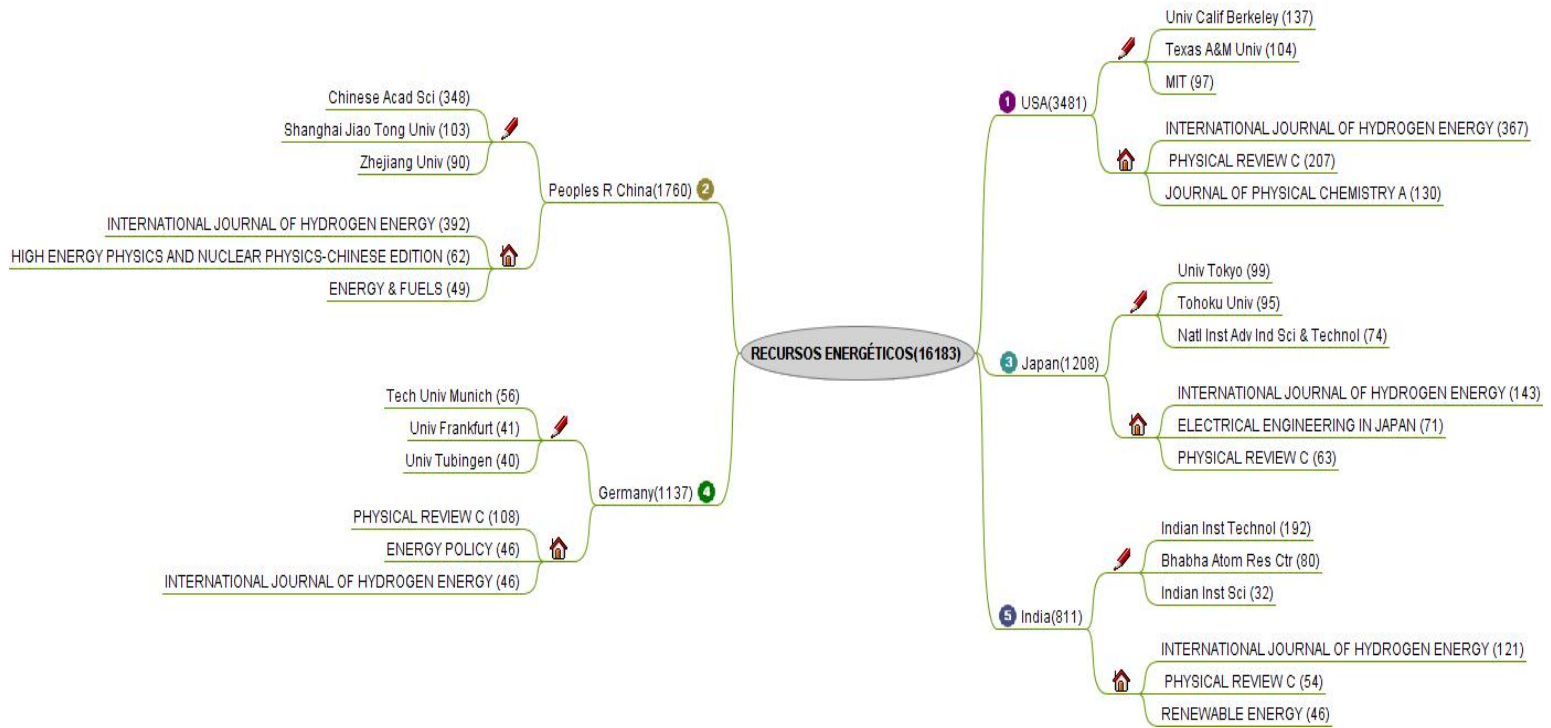 RECURSOS ENERGÉTICOS(16183)
1 USA(3481)
Univ Calif Berkeley (137)
Texas A&M Univ (104)
MIT (97)
INTERNATIONAL JOURNAL OF HYDROGEN ENERGY (367)
PHYSICAL REVIEW C (207)
JOURNAL OF PHYSICAL CHEMISTRY A (130)
Peoples R China(1760) 2
Chinese Acad Sci (348)
Shanghai Jiao Tong Univ (103)
Zhejiang Univ (90)
INTERNATIONAL JOURNAL OF HYDROGEN ENERGY (392)
HIGH ENERGY PHYSICS AND NUCLEAR PHYSICS-CHINESE EDITION (62)
ENERGY & FUELS (49)
3 Japan(1208)
Univ Tokyo (99)
Tohoku Univ (95)
Natl Inst Adv Ind Sci & Technol (74)
INTERNATIONAL JOURNAL OF HYDROGEN ENERGY (143)
ELECTRICAL ENGINEERING IN JAPAN (71)
PHYSICAL REVIEW C (63)
Germany(1137) 4
Tech Univ Munich (56)
Univ Frankfurt (41)
Univ Tubingen (40)
PHYSICAL REVIEW C (108)
ENERGY POLICY (46)
INTERNATIONAL JOURNAL OF HYDROGEN ENERGY (46)
5 India(811)
Indian Inst Technol (192)
Bhabha Atom Res Ctr (80)
Indian Inst Sci (32)
INTERNATIONAL JOURNAL OF HYDROGEN ENERGY (121)
PHYSICAL REVIEW C (54)
RENEWABLE ENERGY (46)